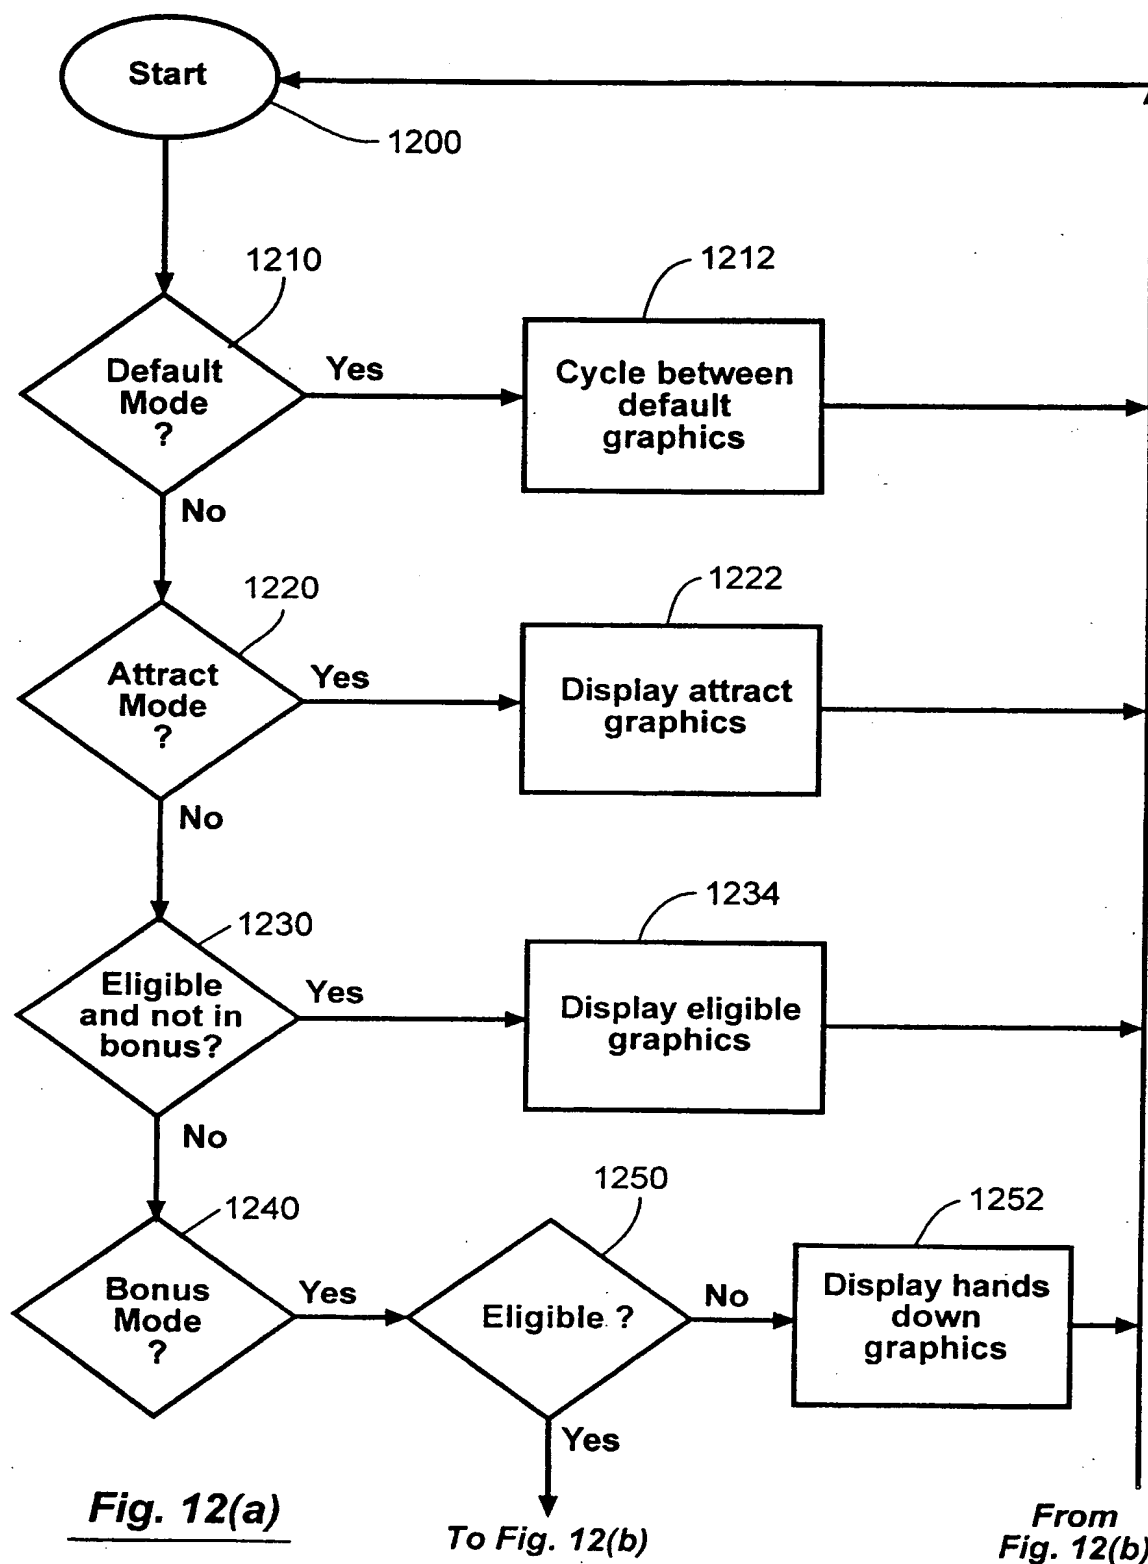 Start
1200
1210
1212
Default
Mode
?
Yes
Cycle between
default
graphics
No
1220
1222
Attract
Mode
?
Yes
Display attract
graphics
No
1230
1234
Eligible
and not in
bonus?
Yes
Display eligible
graphics
No
1240
1250
1252
Bonus
Mode
?
Yes
Eligible ?
No
Display hands
down
graphics
Yes
Fig. 12(a)
To Fig. 12(b)
From
Fig. 12(b)